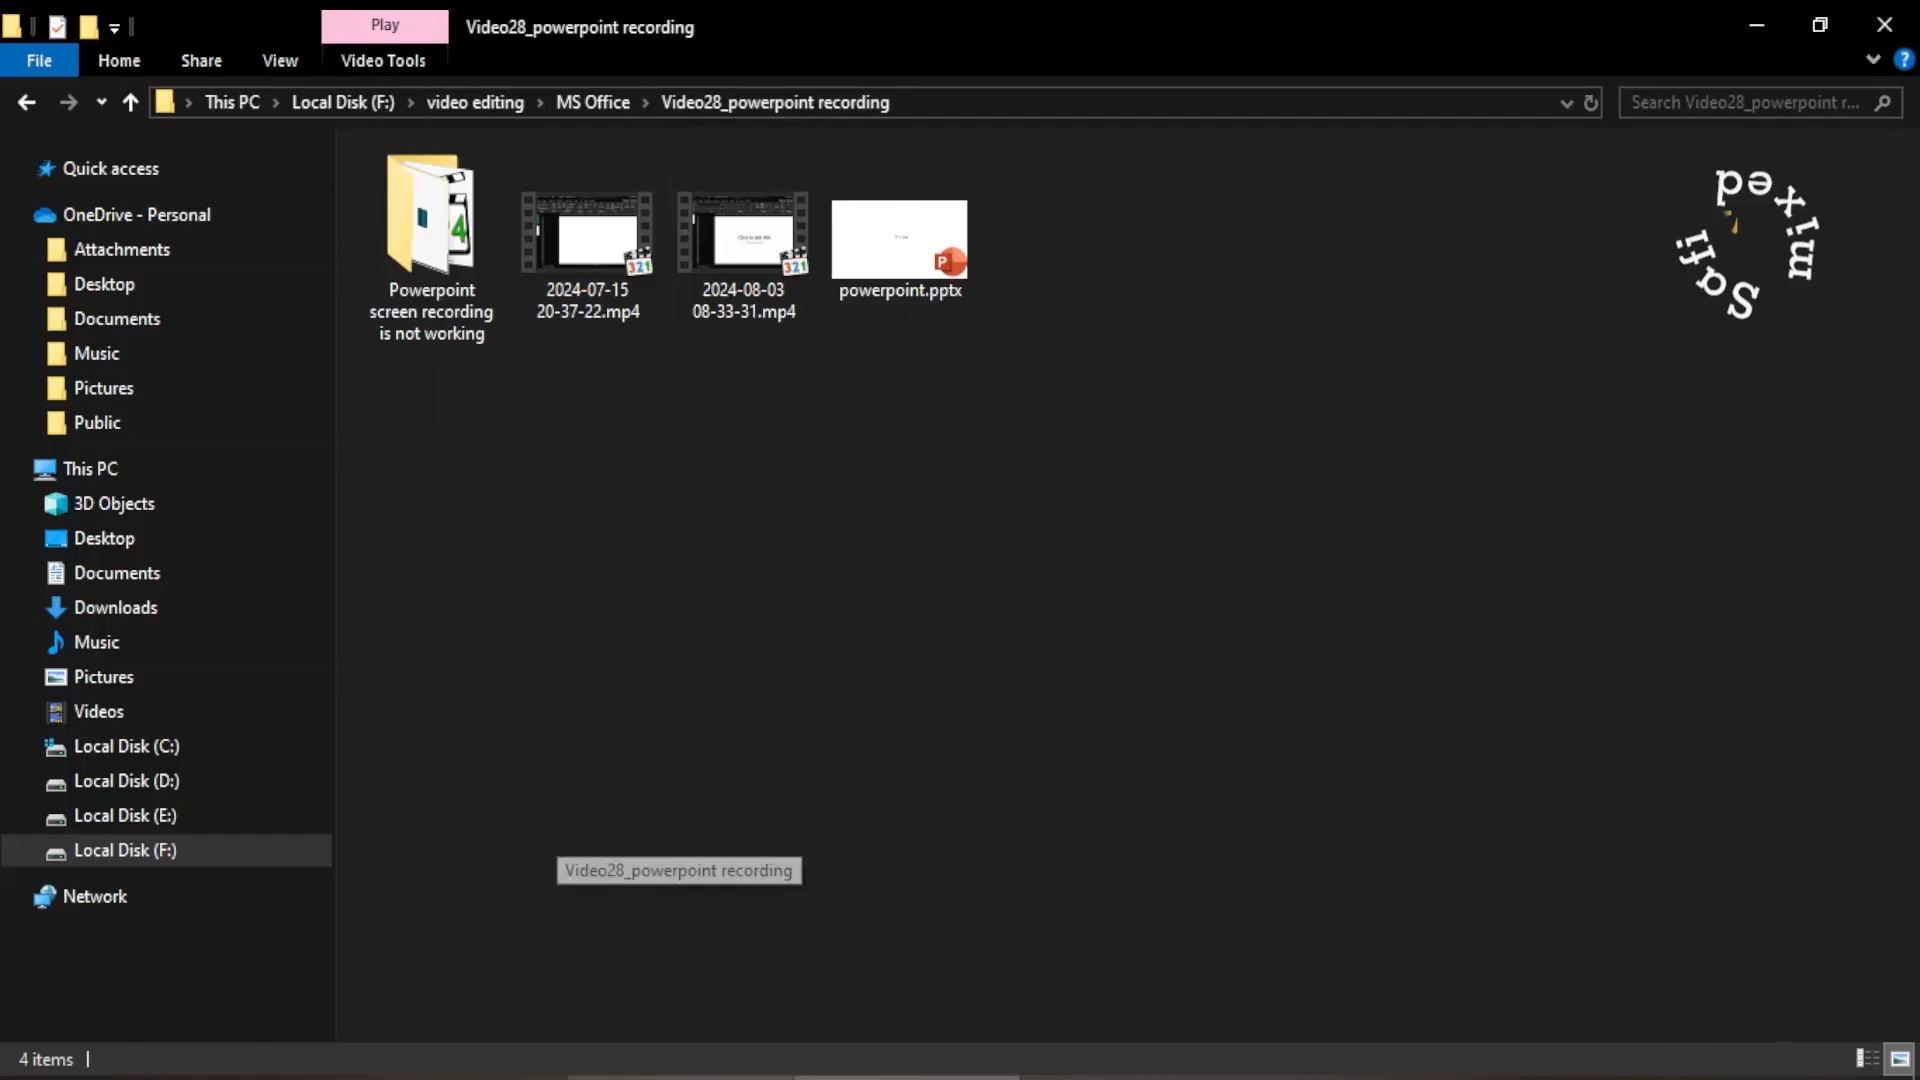 Play
Video28_powerpoint recording
File
Home
Share
View
Video Tools
This PC
Local Disk (F:)
video editing
MS Office
Video28_powerpoint recording
Search Video28_powerpoint r...
Quick access
OneDrive - Personal
Attachments
Desktop
Documents
Music
Pictures
Public
This PC
3D Objects
Desktop
Documents
Downloads
Music
Pictures
Videos
Local Disk (C:)
Local Disk (D:)
Local Disk (E:)
Local Disk (F:)
Network
Powerpoint
screen recording
is not working
2024-07-15
20-37-22.mp4
2024-08-03
08-33-31.mp4
powerpoint.pptx
Video28_powerpoint recording
4 items